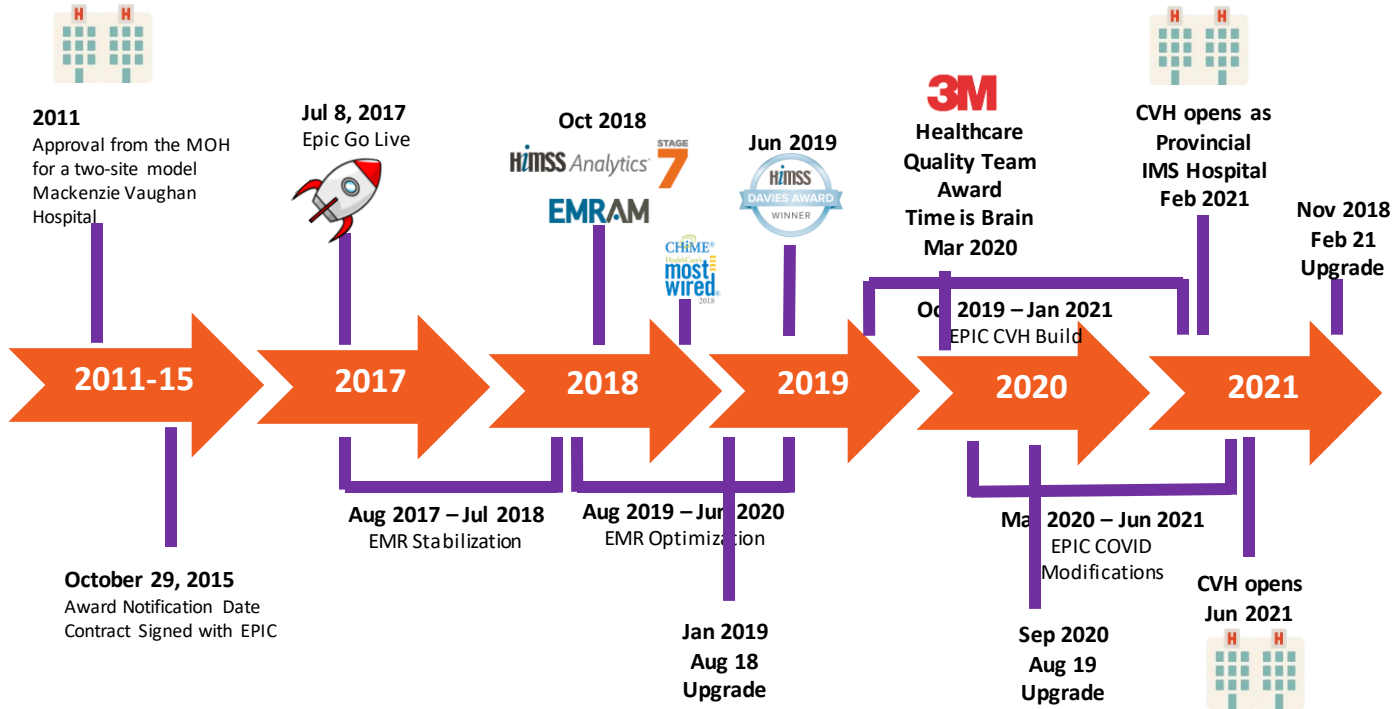 H H
2011
Approval from the MOH
for a two-site model
Mackenzie Vaughan
Hospital
Jul 8, 2017
Epic Go Live
Oct 2018
HiMSS Analytics
STAGE
7
EMRAM
CHiME
HealthCare's
most
wired
2018
Jun 2019
HiMSS
DAVIES AWARD
WINNER
3M
Healthcare
Quality Team
Award
Time is Brain
Mar 2020
H H
CVH opens as
Provincial
IMS Hospital
Feb 2021
Nov 2018
Feb 21
Upgrade
2019 – Jan 2021
EPIC CVH Build
2011-15
2017
2018
2019
2020
2021
Aug 2017 – Jul 2018
EMR Stabilization
Aug 2019 – Jun 2020
EMR Optimization
2020 – Jun 2021
EPIC COVID
Modifications
October 29, 2015
Award Notification Date
Contract Signed with EPIC
Jan 2019
Aug 18
Upgrade
Sep 2020
Aug 19
Upgrade
CVH opens
Jun 2021
H H